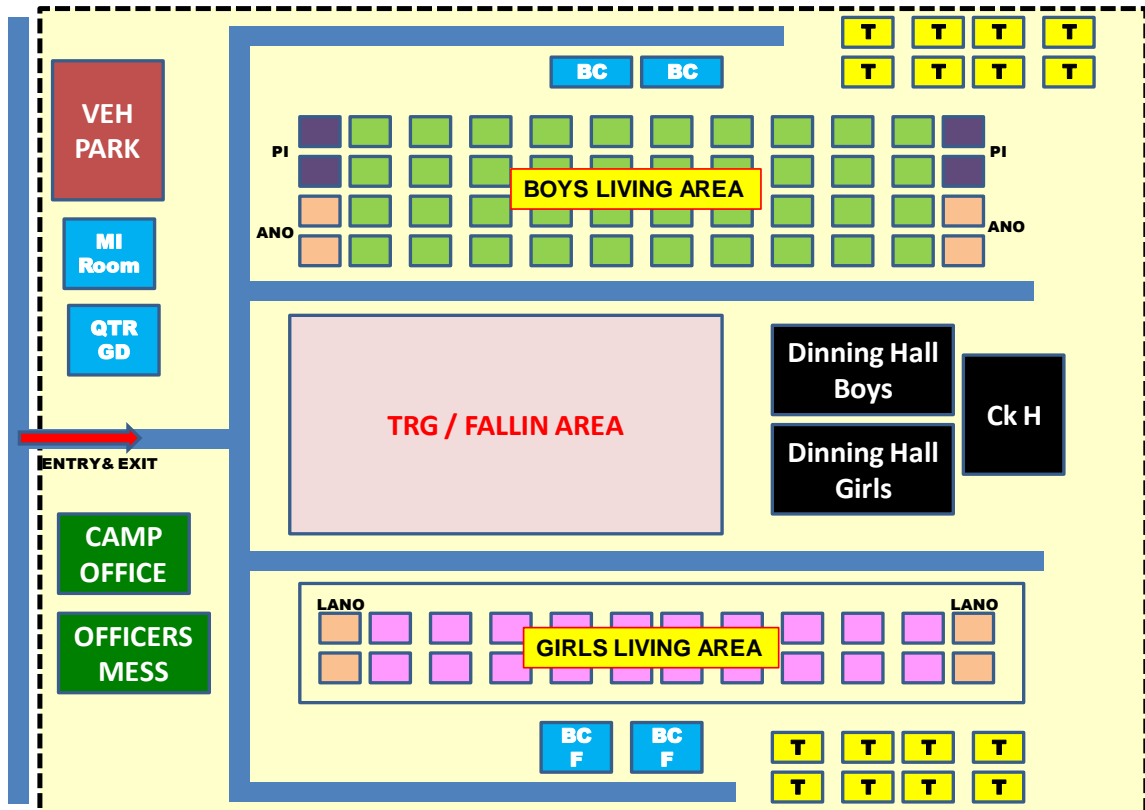 T T T T
BC BC T T T T
VEH
PARK
PI PI
BOYS LIVING AREA
ANO ANO
MI
Room
QTR
GD
Dinning Hall
Boys
TRG / FALLIN AREA
Ck H
Dinning Hall
Girls
ENTRY& EXIT
CAMP
OFFICE
LANO LANO
OFFICERS
MESS
GIRLS LIVING AREA
BC
F
BC
F
T T T T
T T T T